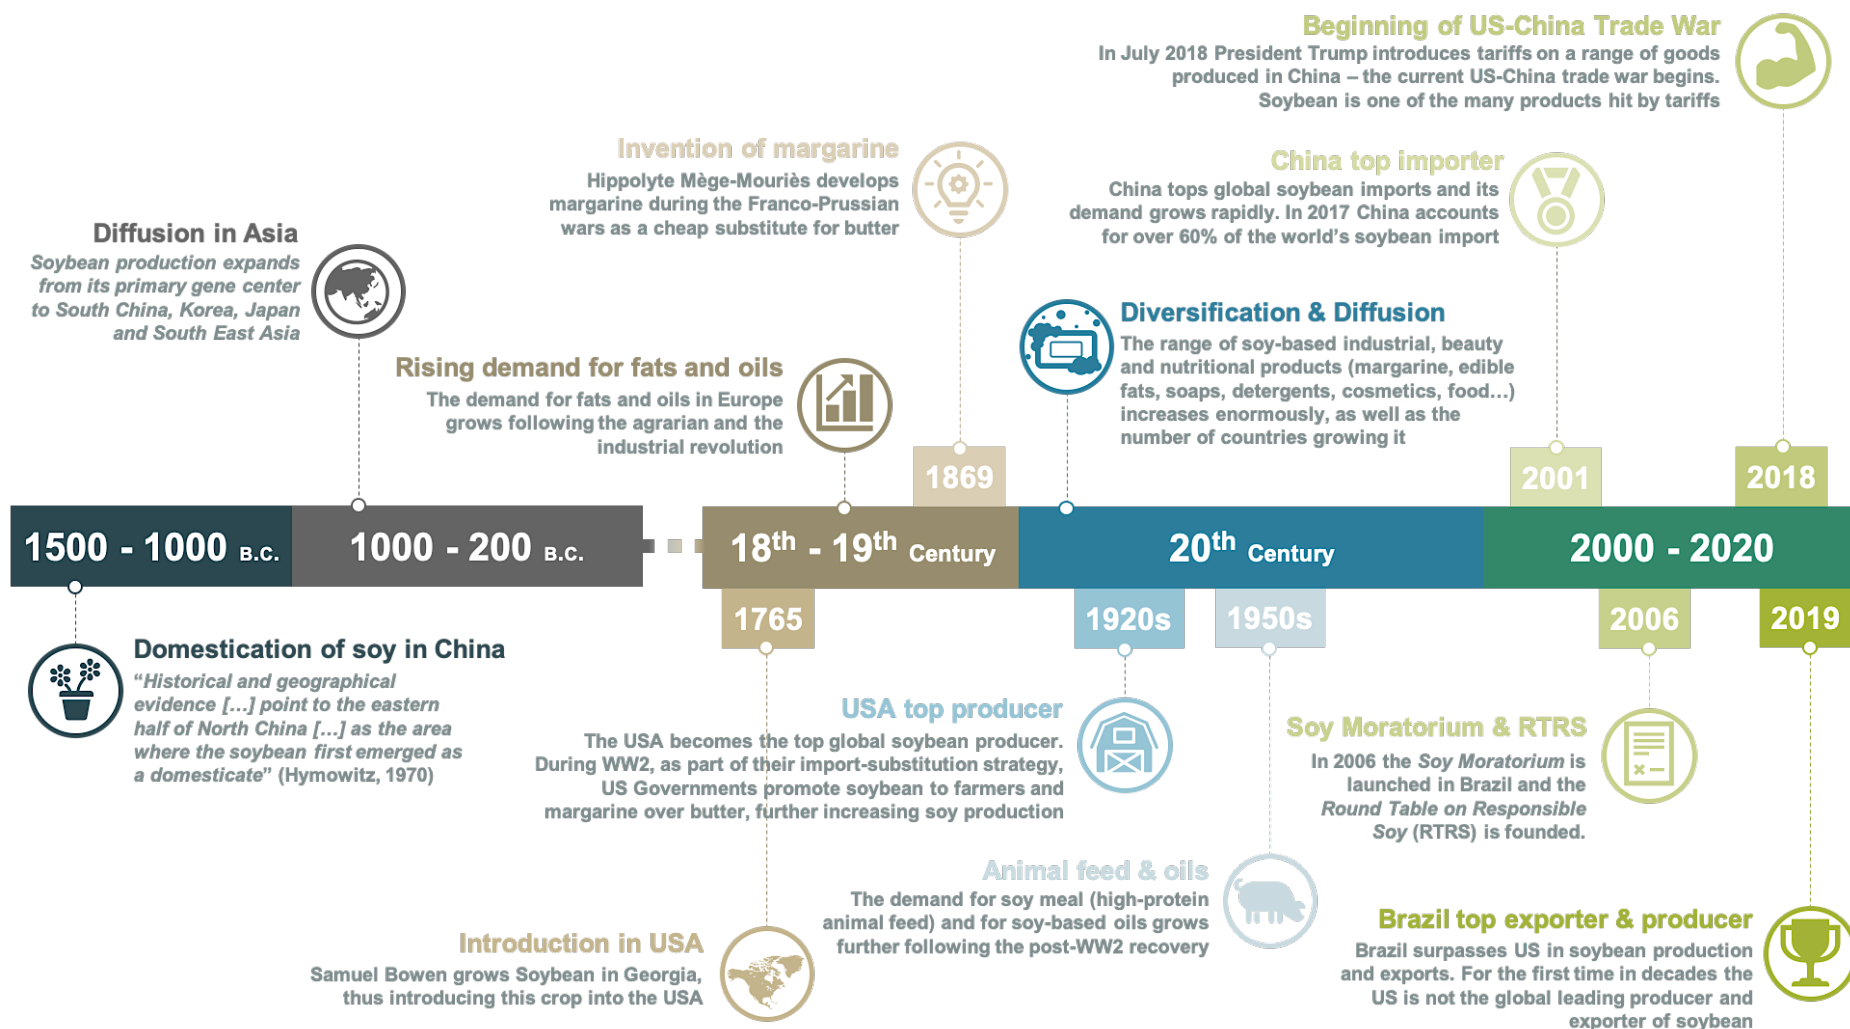 Beginning of US-China Trade War
In July 2018 President Trump introduces tariffs on a range of goods
produced in China – the current US-China trade war begins.
Soybean is one of the many products hit by tariffs
Invention of margarine
Hippolyte Mège-Mouriès develops
margarine during the Franco-Prussian
wars as a cheap substitute for butter
China top importer
China tops global soybean imports and its
demand grows rapidly. In 2017 China accounts
for over 60% of the world's soybean import
Diffusion in Asia
Soybean production expands
from its primary gene center
to South China, Korea, Japan
and South East Asia
Rising demand for fats and oils
The demand for fats and oils in Europe
grows following the agrarian and the
industrial revolution
Diversification & Diffusion
The range of soy-based industrial, beauty
and nutritional products (margarine, edible
fats, soaps, detergents, cosmetics, food...)
increases enormously, as well as the
number of countries growing it
1869
2001
2018
1500 - 1000 B.C.
1000 - 200 B.C.
18th - 19th Century
20th Century
2000 - 2020
1765
1920s
1950s
2006
2019
Domestication of soy in China
"Historical and geographical
evidence [...] point to the eastern
half of North China [...] as the area
where the soybean first emerged as
a domesticate" (Hymowitz, 1970)
USA top producer
The USA becomes the top global soybean producer.
During WW2, as part of their import-substitution strategy,
US Governments promote soybean to farmers and
margarine over butter, further increasing soy production
Soy Moratorium & RTRS
In 2006 the Soy Moratorium is
launched in Brazil and the
Round Table on Responsible
Soy (RTRS) is founded.
Animal feed & oils
The demand for soy meal (high-protein
animal feed) and for soy-based oils grows
further following the post-WW2 recovery
Introduction in USA
Samuel Bowen grows Soybean in Georgia,
thus introducing this crop into the USA
Brazil top exporter & producer
Brazil surpasses US in soybean production
and exports. For the first time in decades the
US is not the global leading producer and
exporter of soybean